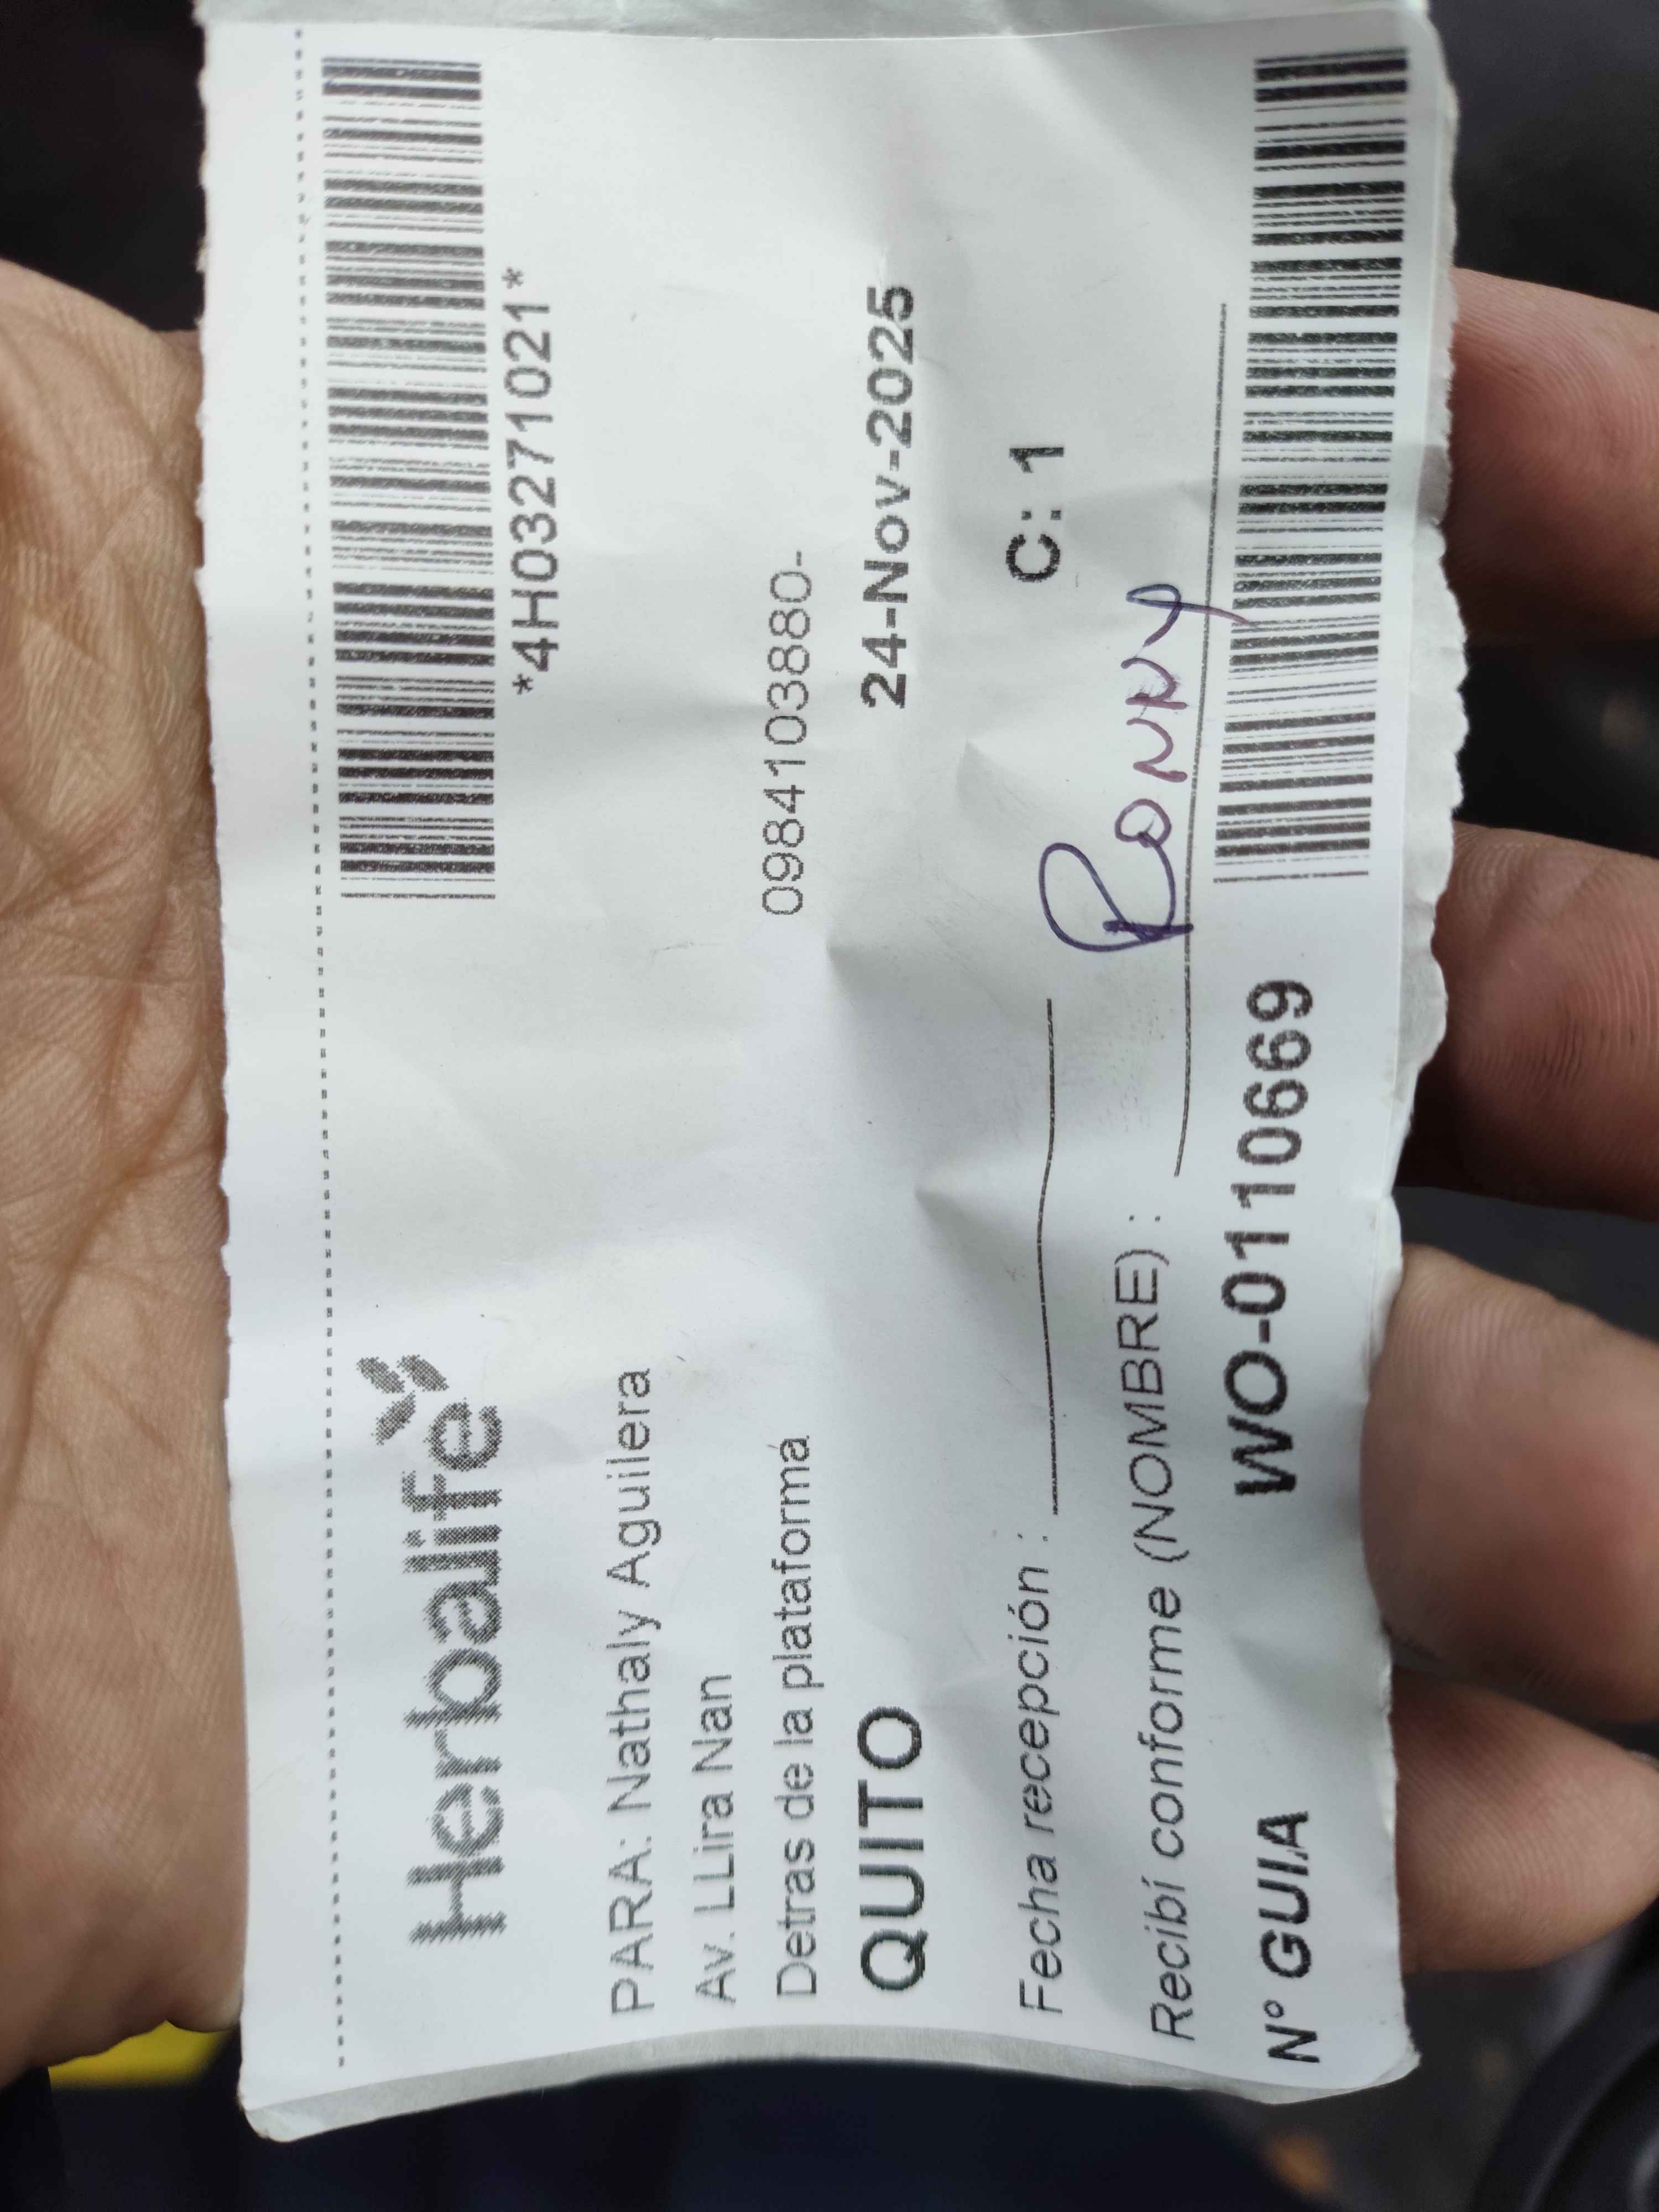 Herbalife
*4H03271021*
PARA: Nathaly Aguilera
Av. LLira Nan
Detras de la plataforma 0984103880-
QUITO 24-Nov-2025
Fecha recepción : C: 1
Recibí conforme (NOMBRE) : RONNY
N° GUIA WO-0110669